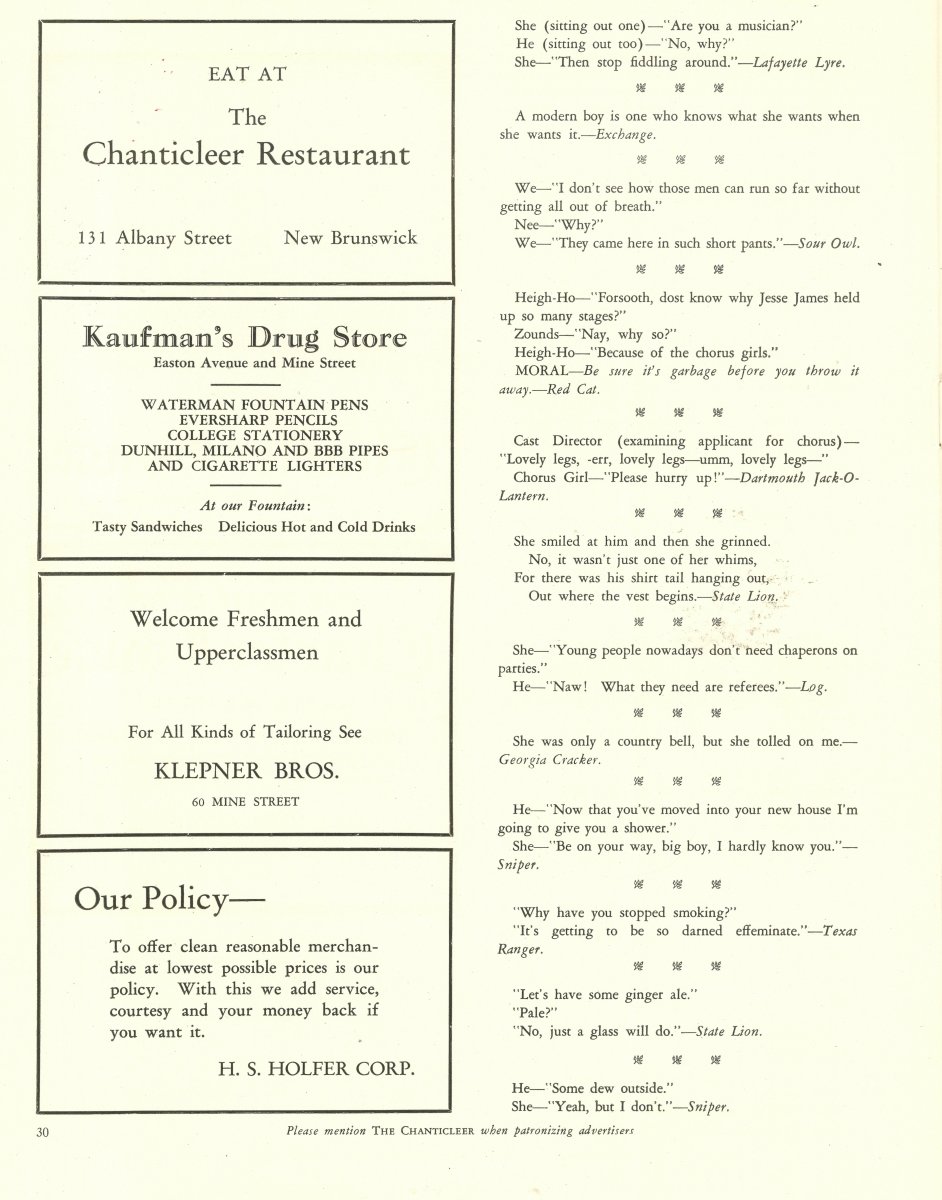 EAT AT
The
Chanticleer Restaurant
131 Albany Street New Brunswick
Kaufman's Drug Store
Easton Avenue and Mine Street
WATERMAN FOUNTAIN PENS
EVERSHARP PENCILS
COLLEGE STATIONERY
DUNHILL, MILANO AND BBB PIPES
AND CIGARETTE LIGHTERS
At our Fountain:
Tasty Sandwiches Delicious Hot and Cold Drinks
Welcome Freshmen and
Upperclassmen
For All Kinds of Tailoring See
KLEPNER BROS.
60 MINE STREET
Our Policy—
To offer clean reasonable merchan-
dise at lowest possible prices is our
policy. With this we add service,
courtesy and your money back if
you want it.
H. S. HOLFER CORP.
She (sitting out one)—"Are you a musician?"
He (sitting out too)—"No, why?"
She—"Then stop fiddling around."—Lafayette Lyre.
A modern boy is one who knows what she wants when
she wants it.—Exchange.
We—"I don't see how those men can run so far without
getting all out of breath."
Nee—"Why?"
We—"They came here in such short pants."—Sour Owl.
Heigh-Ho—"Forsooth, dost know why Jesse James held
up so many stages?"
Zounds—"Nay, why so?"
Heigh-Ho—"Because of the chorus girls."
MORAL—Be sure it's garbage before you throw it
away.—Red Cat.
Cast Director (examining applicant for chorus)—
"Lovely legs, -err, lovely legs—umm, lovely legs—"
Chorus Girl—"Please hurry up!"—Dartmouth Jack-O-
Lantern.
She smiled at him and then she grinned.
No, it wasn't just one of her whims,
For there was his shirt tail hanging out,
Out where the vest begins.—State Lion.
She—"Young people nowadays don't need chaperons on
parties."
He—"Naw! What they need are referees."—Log.
She was only a country bell, but she tolled on me.—
Georgia Cracker.
He—"Now that you've moved into your new house I'm
going to give you a shower."
She—"Be on your way, big boy, I hardly know you."—
Sniper.
"Why have you stopped smoking?"
"It's getting to be so darned effeminate."—Texas
Ranger.
"Let's have some ginger ale."
"Pale?"
"No, just a glass will do."—State Lion.
He—"Some dew outside."
She—"Yeah, but I don't."—Sniper.
30
Please mention THE CHANTICLEER when patronizing advertisers